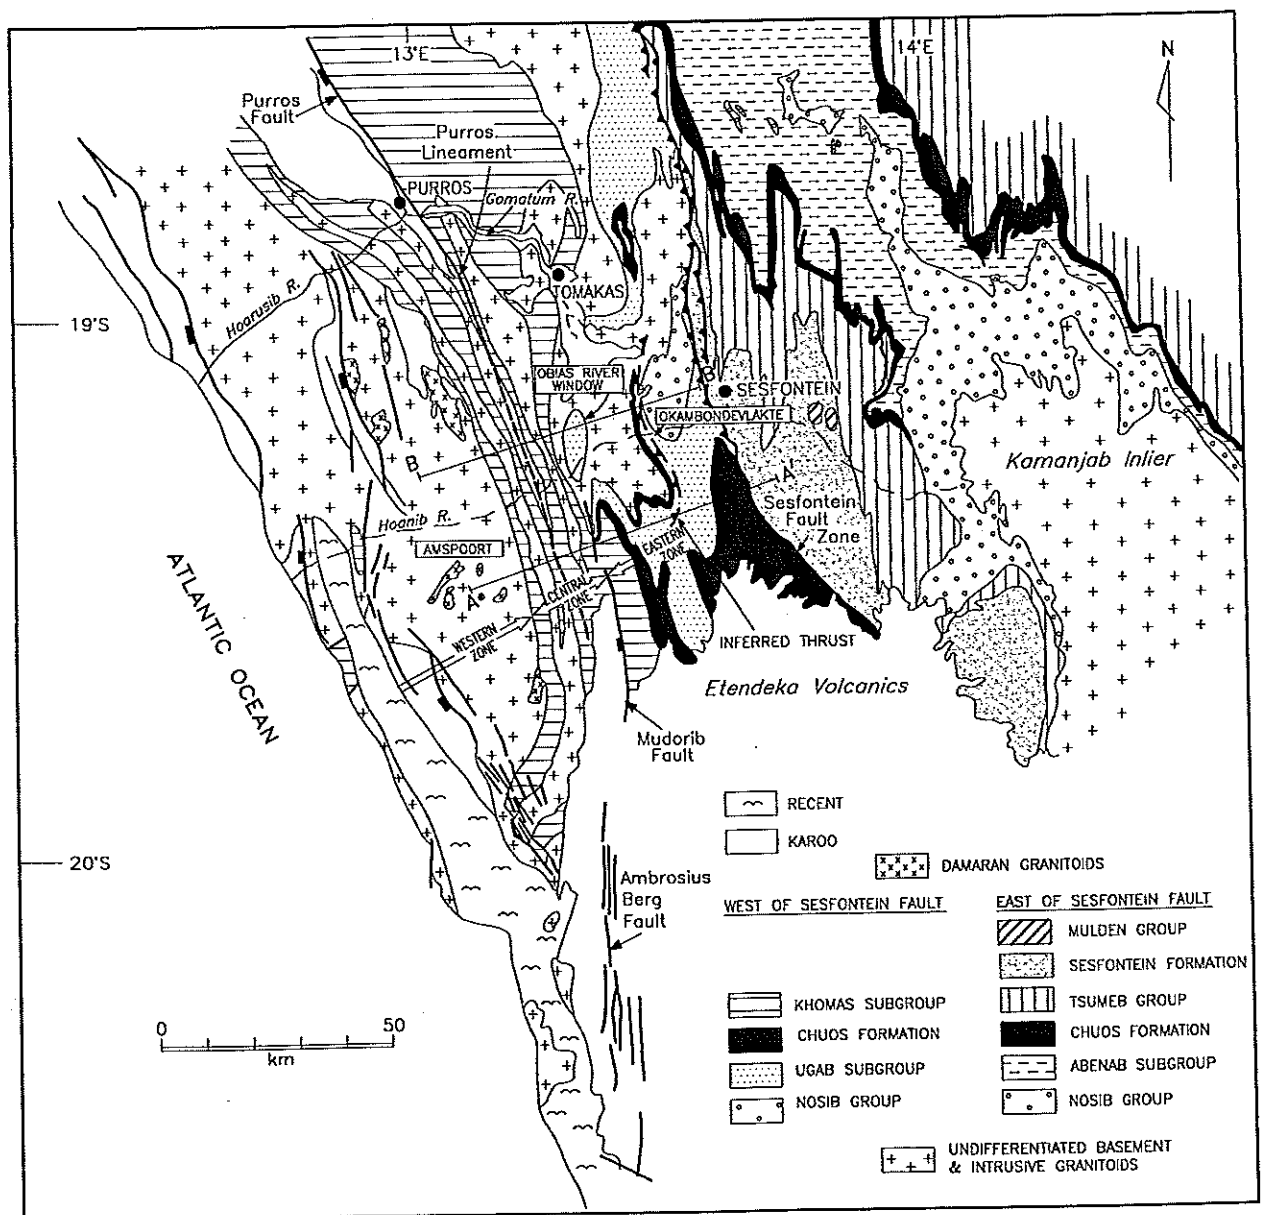 13°E
14°E
N
Purros
Fault
Purros
Lineament
PURROS
Gomatum R.
TOMAKAS
19°S
Hoarusib R.
OBIAS RIVER
WINDOW
B'
SESFONTEIN
OKAMBONDEVLAKTE
B
Kamanjab Inlier
A'
Sesfontein
Fault
Zone
Hoanib R.
AMSPOORT
EASTERN
ZONE
CENTRAL
ZONE
A
WESTERN
ZONE
INFERRED THRUST
ATLANTIC OCEAN
Etendeka Volcanics
Mudorib
Fault
20°S
Ambrosius
Berg
Fault
0 50
km
RECENT
KAROO
DAMARAN GRANITOIDS
WEST OF SESFONTEIN FAULT
KHOMAS SUBGROUP
CHUOS FORMATION
UGAB SUBGROUP
NOSIB GROUP
EAST OF SESFONTEIN FAULT
MULDEN GROUP
SESFONTEIN FORMATION
TSUMEB GROUP
CHUOS FORMATION
ABENAB SUBGROUP
NOSIB GROUP
UNDIFFERENTIATED BASEMENT
& INTRUSIVE GRANITOIDS